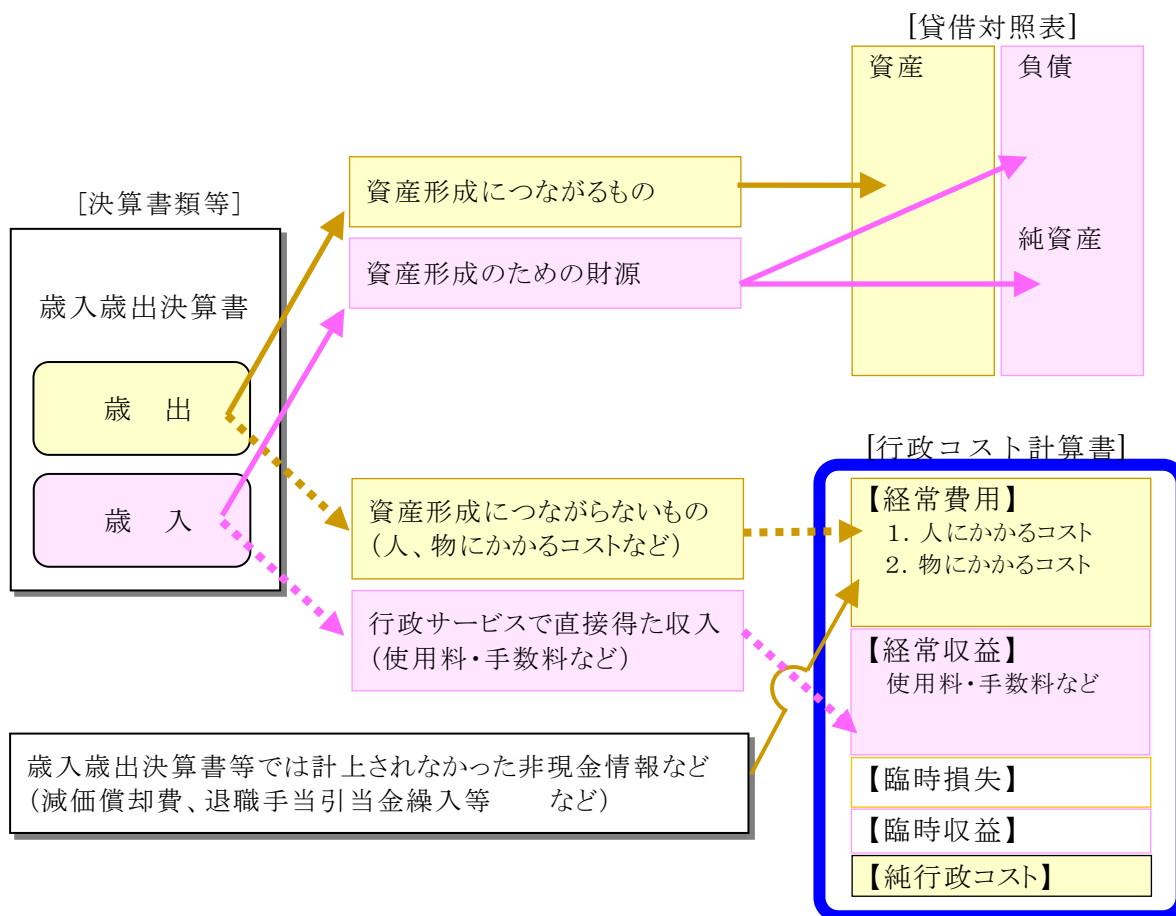 [貸借対照表]
資産
負債
純資産
[決算書類等]
歳入歳出決算書
歳　出
歳　入
資産形成につながるもの
資産形成のための財源
資産形成につながらないもの
（人、物にかかるコストなど）
行政サービスで直接得た収入
（使用料・手数料など）
歳入歳出決算書等では計上されなかった非現金情報など
（減価償却費、退職手当引当金繰入等　　など）
[行政コスト計算書]
【経常費用】
1．人にかかるコスト
2．物にかかるコスト
【経常収益】
使用料・手数料など
【臨時損失】
【臨時収益】
【純行政コスト】